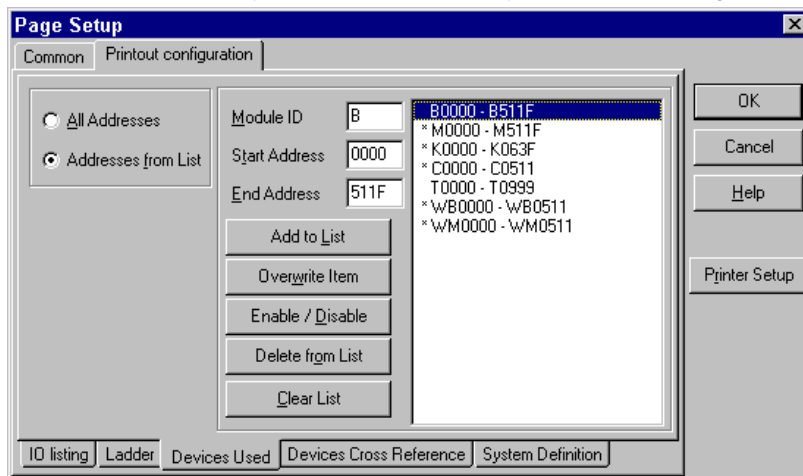 Page Setup
Common
Printout configuration
All Addresses
Addresses from List
Module ID
B
Start Address
0000
End Address
511F
Add to List
Overwrite Item
Enable / Disable
Delete from List
Clear List
B0000 - B511F
* M0000 - M511F
* K0000 - K063F
* C0000 - C0511
T0000 - T0999
* WB0000 - WB0511
* WM0000 - WM0511
OK
Cancel
Help
Printer Setup
IO listing
Ladder
Devices Used
Devices Cross Reference
System Definition